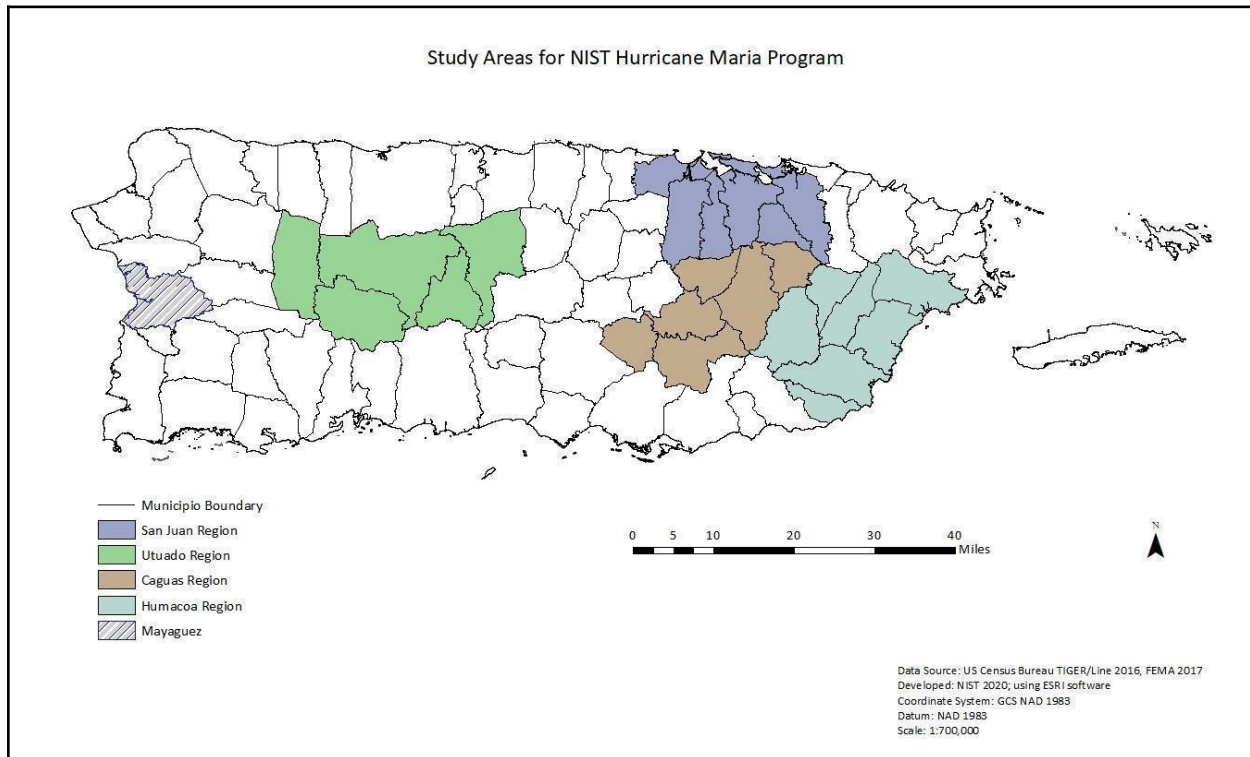 Study Areas for NIST Hurricane Maria Program
Municipio Boundary
San Juan Region
Utuado Region
Caguas Region
Humacoa Region
Mayaguez
0 5 10 20 30 40
Miles
N
Data Source: US Census Bureau TIGER/Line 2016, FEMA 2017
Developed: NIST 2020; using ESRI software
Coordinate System: GCS NAD 1983
Datum: NAD 1983
Scale: 1:700,000